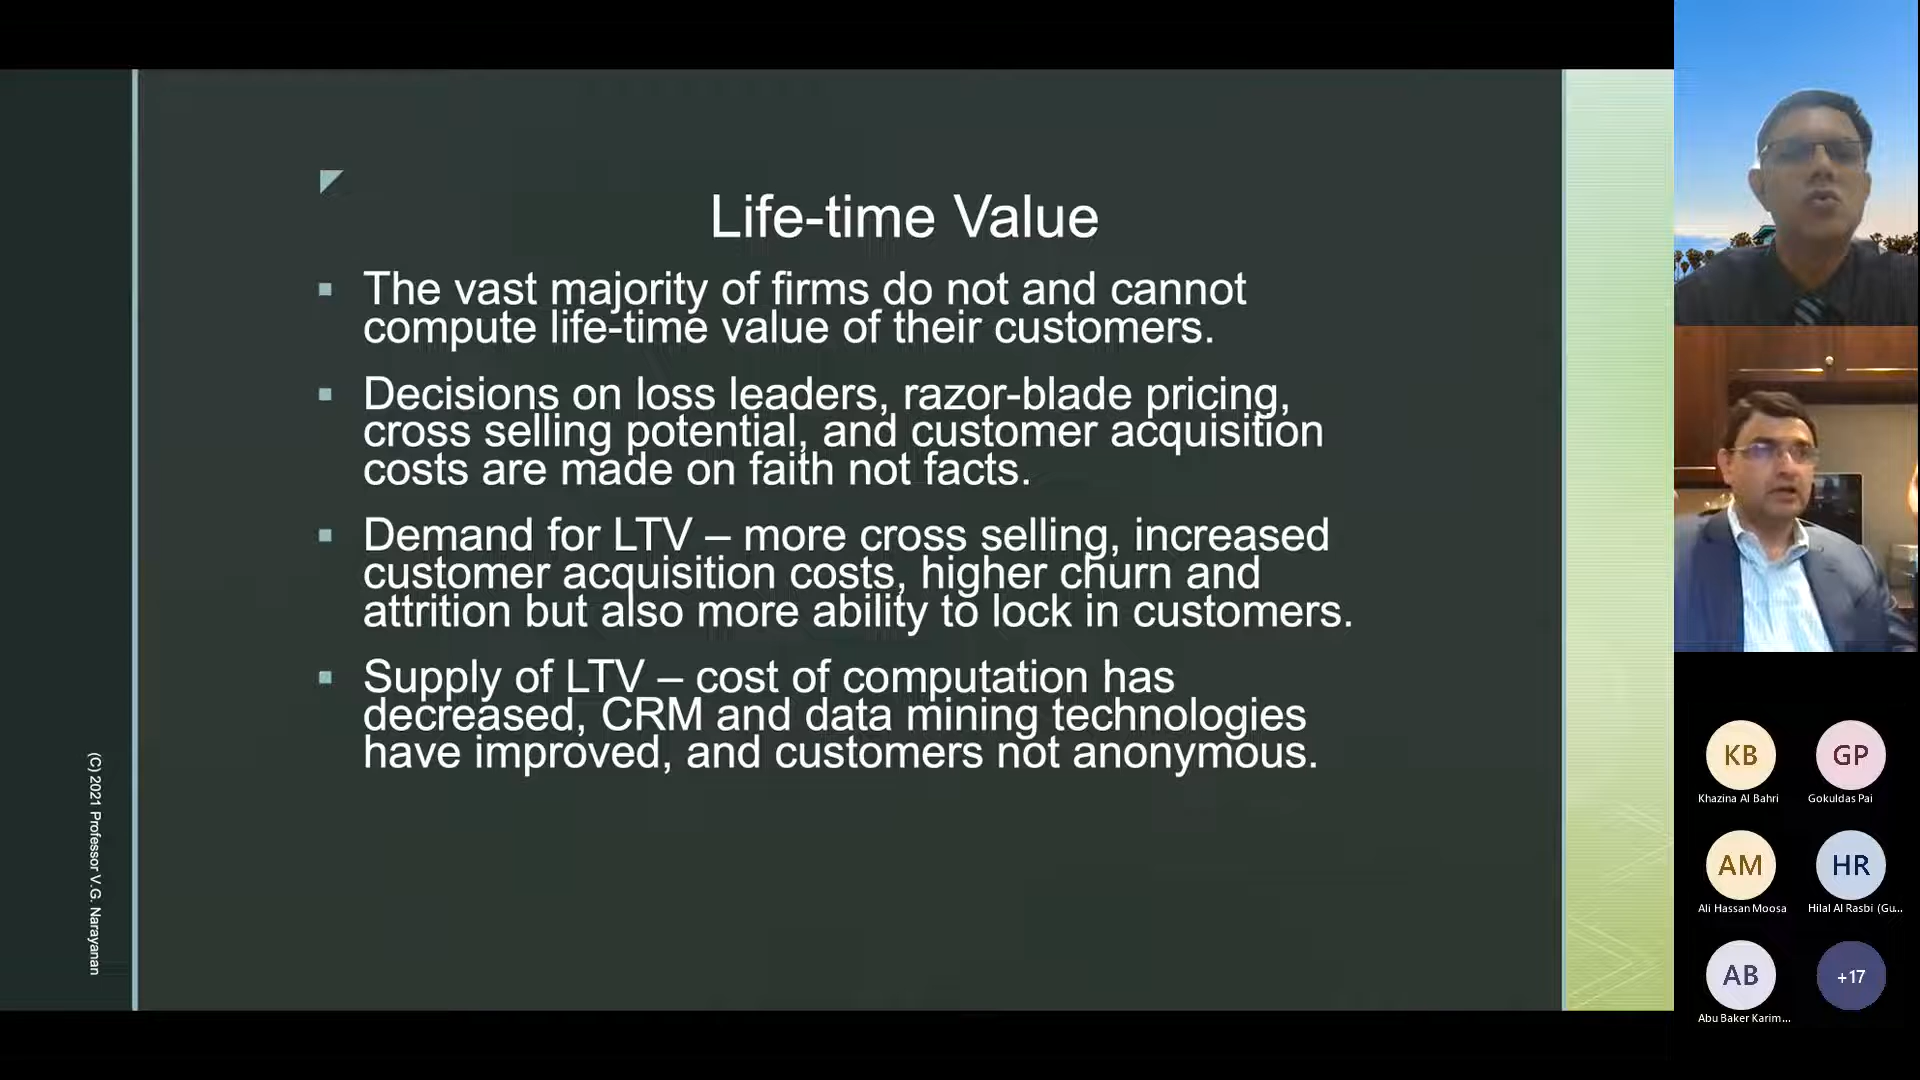 Life-time Value
The vast majority of firms do not and cannot
compute life-time value of their customers.
Decisions on loss leaders, razor-blade pricing,
cross selling potential, and customer acquisition
costs are made on faith not facts.
Demand for LTV – more cross selling, increased
customer acquisition costs, higher churn and
attrition but also more ability to lock in customers.
Supply of LTV – cost of computation has
decreased, CRM and data mining technologies
have improved, and customers not anonymous.
(C) 2021 Professor V.G. Narayanan
KB
Khazina Al Bahri
GP
Gokuldas Pai
AM
Ali Hassan Moosa
HR
Hilal Al Rasbi (Gu...
AB
Abu Baker Karim...
+17